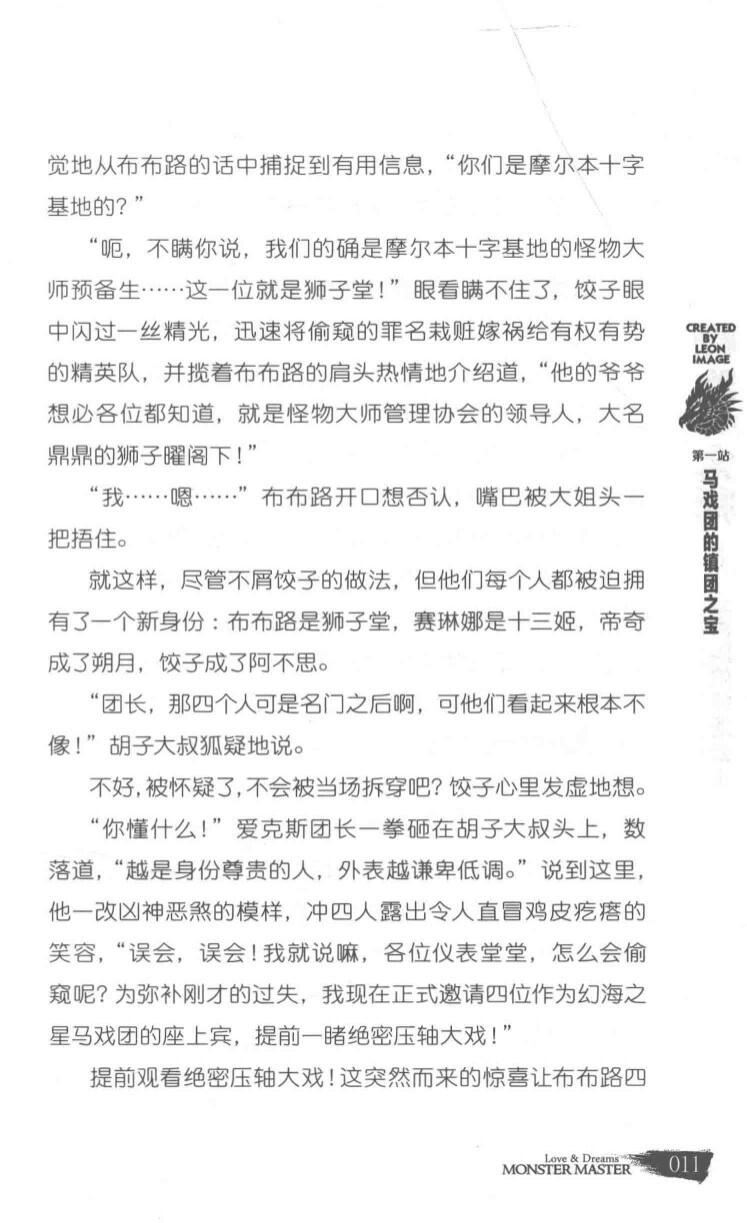 觉地从布布路的话中捕捉到有用信息，“你们是摩尔本十字
基地的？”
“呃，不瞒你说，我们的确是摩尔本十字基地的怪物大
师预备生……这一位就是狮子堂！”眼看瞒不住了，饺子眼
中闪过一丝精光，迅速将偷窥的罪名栽赃嫁祸给有权有势
的精英队，并揽着布布路的肩头热情地介绍道，“他的爷爷
想必各位都知道，就是怪物大师管理协会的领导人，大名
鼎鼎的狮子曜阁下！”
“我……嗯……”布布路开口想否认，嘴巴被大姐头一
把捂住。
就这样，尽管不屑饺子的做法，但他们每个人都被迫拥
有了一个新身份：布布路是狮子堂，赛琳娜是十三姬，帝奇
成了朔月，饺子成了阿不思。
“团长，那四个人可是名门之后啊，可他们看起来根本不
像！”胡子大叔狐疑地说。
不好，被怀疑了，不会被当场拆穿吧？饺子心里发虚地想。
“你懂什么！”爱克斯团长一拳砸在胡子大叔头上，数
落道，“越是身份尊贵的人，外表越谦卑低调。”说到这里，
他一改凶神恶煞的模样，冲四人露出令人直冒鸡皮疙瘩的
笑容，“误会，误会！我就说嘛，各位仪表堂堂，怎么会偷
窥呢？为弥补刚才的过失，我现在正式邀请四位作为幻海之
星马戏团的座上宾，提前一睹绝密压轴大戏！”
提前观看绝密压轴大戏！这突然而来的惊喜让布布路四
CREATED
BY
LEON
IMAGE
第一站
马戏团的镇团之宝
Love & Dreams
MONSTER MASTER
011